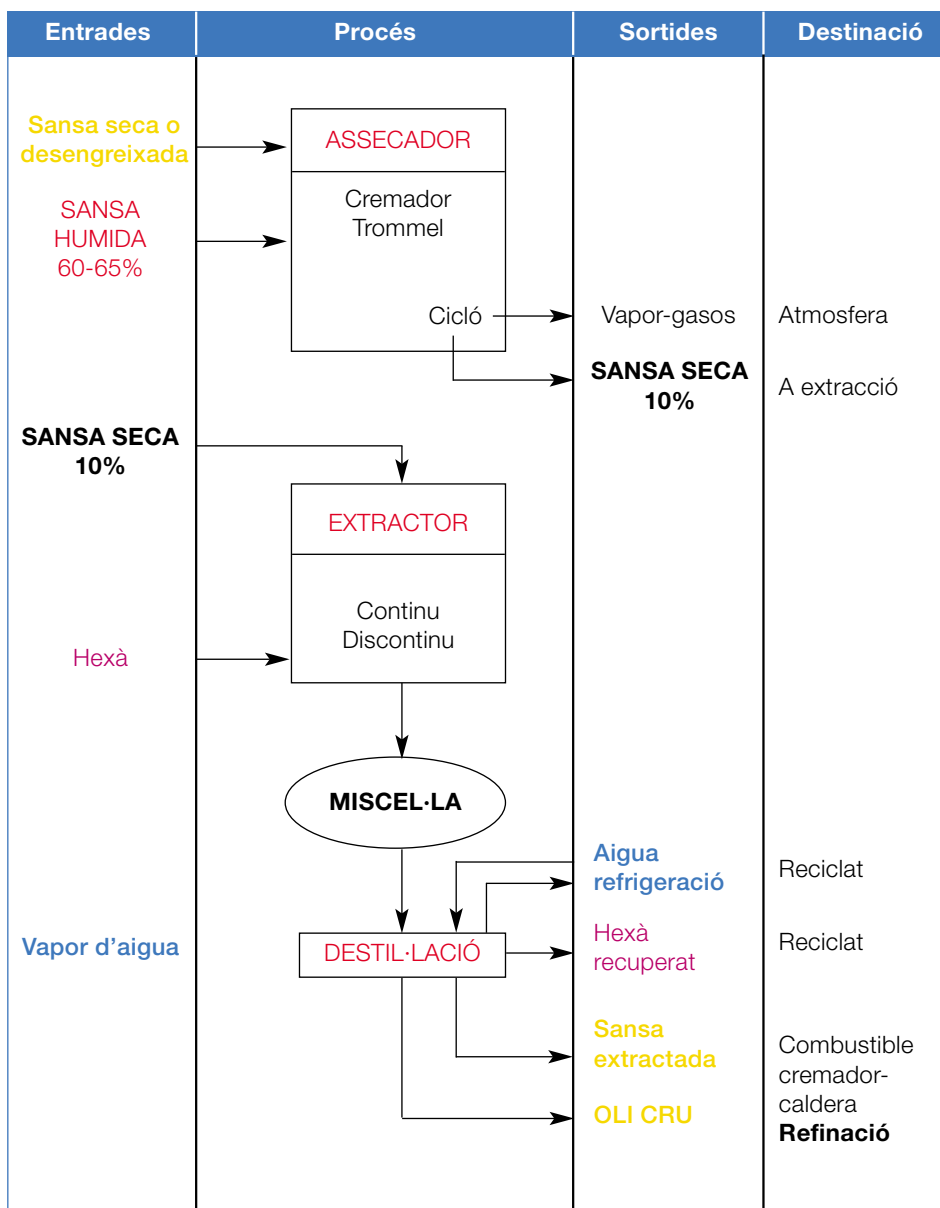 Entrades
Procés
Sortides
Destinació
Sansa seca o
desengreixada
ASSECADOR
Cremador
Trommel
SANSA
HUMIDA
60-65%
Cicló
Vapor-gasos
Atmosfera
SANSA SECA
10%
A extracció
SANSA SECA
10%
EXTRACTOR
Continu
Discontinu
Hexà
MISCEL·LA
Aigua
refrigeració
Reciclat
Vapor d’aigua
DESTIL·LACIÓ
Hexà
recuperat
Reciclat
Sansa
extractada
Combustible
cremador-
caldera
OLI CRU
Refinació